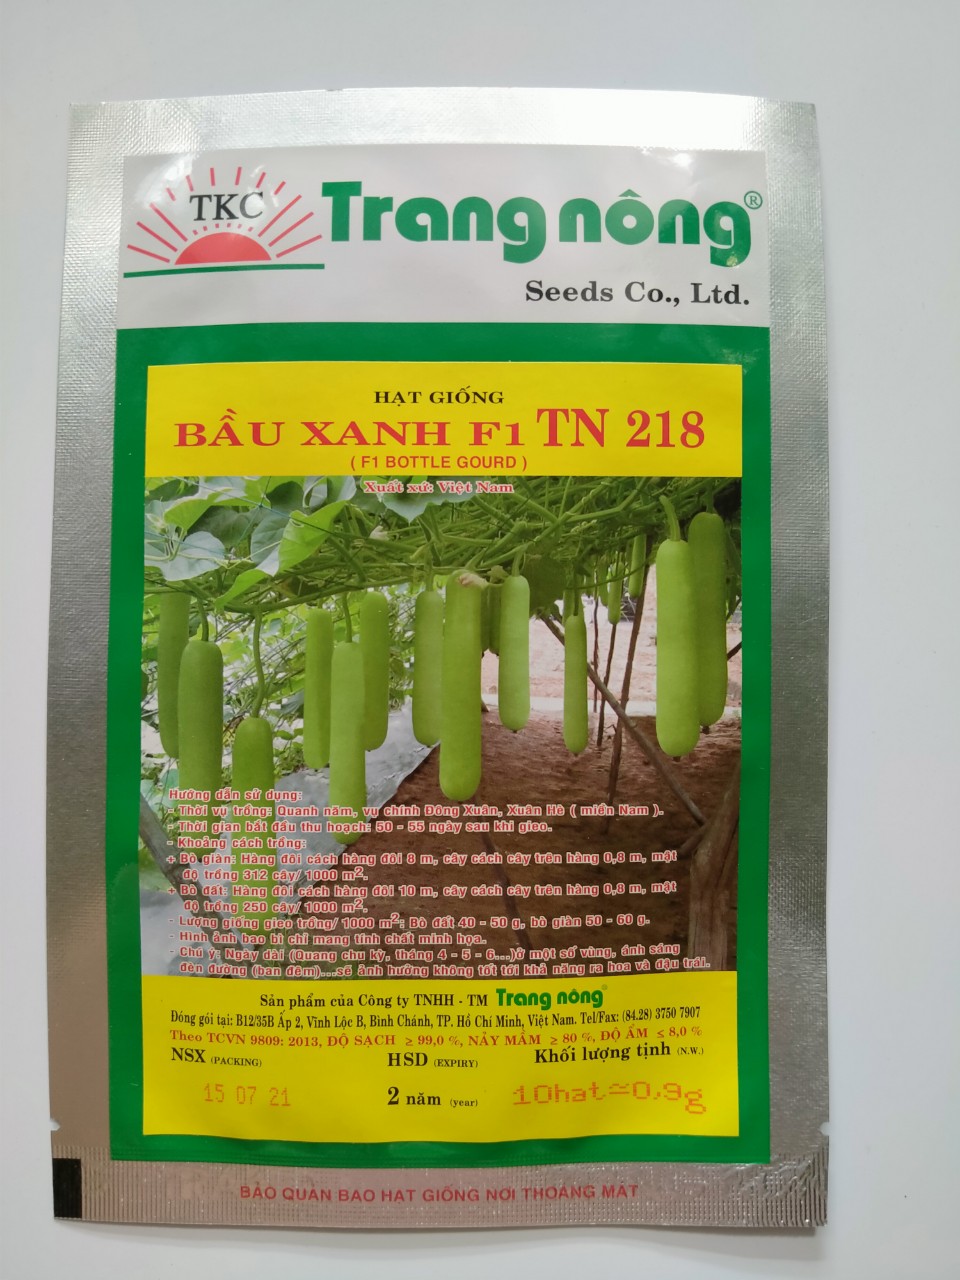 TKC
Trang nông®
Seeds Co., Ltd.
HẠT GIỐNG
BẦU XANH F1 TN 218
( F1 BOTTLE GOURD )
Xuất xứ: Việt Nam
Hướng dẫn sử dụng:
- Thời vụ trồng: Quanh năm, vụ chính Đông Xuân, Xuân Hè ( miền Nam ).
- Thời gian bắt đầu thu hoạch: 50 - 55 ngày sau khi gieo.
- Khoảng cách trồng:
+ Bò giàn: Hàng đôi cách hàng đôi 8 m, cây cách cây trên hàng 0,8 m, mật
độ trồng 312 cây/ 1000 m².
+ Bò đất: Hàng đôi cách hàng đôi 10 m, cây cách cây trên hàng 0,8 m, mật
độ trồng 250 cây/ 1000 m².
- Lượng giống gieo trồng/ 1000 m²: Bò đất 40 - 50 g, bò giàn 50 - 60 g.
- Hình ảnh bao bì chỉ mang tính chất minh họa.
- Chú ý: Ngày dài (Quang chu kỳ, tháng 4 - 5 - 6...)ở một số vùng, ánh sáng
đèn đường (ban đêm)...sẽ ảnh hưởng không tốt tới khả năng ra hoa và đậu trái.
Sản phẩm của Công ty TNHH - TM Trang nông®
Đóng gói tại: B12/35B Ấp 2, Vĩnh Lộc B, Bình Chánh, TP. Hồ Chí Minh, Việt Nam. Tel/Fax: (84.28) 3750 7907
Theo TCVN 9809: 2013, ĐỘ SẠCH ≥ 99,0 %, NẢY MẦM ≥ 80 %, ĐỘ ẨM ≤ 8,0 %
NSX (PACKING) HSD (EXPIRY) Khối lượng tịnh (N.W.)
15 07 21 2 năm (year) 10hat≃0,9g
BẢO QUẢN BAO HẠT GIỐNG NƠI THOÁNG MÁT